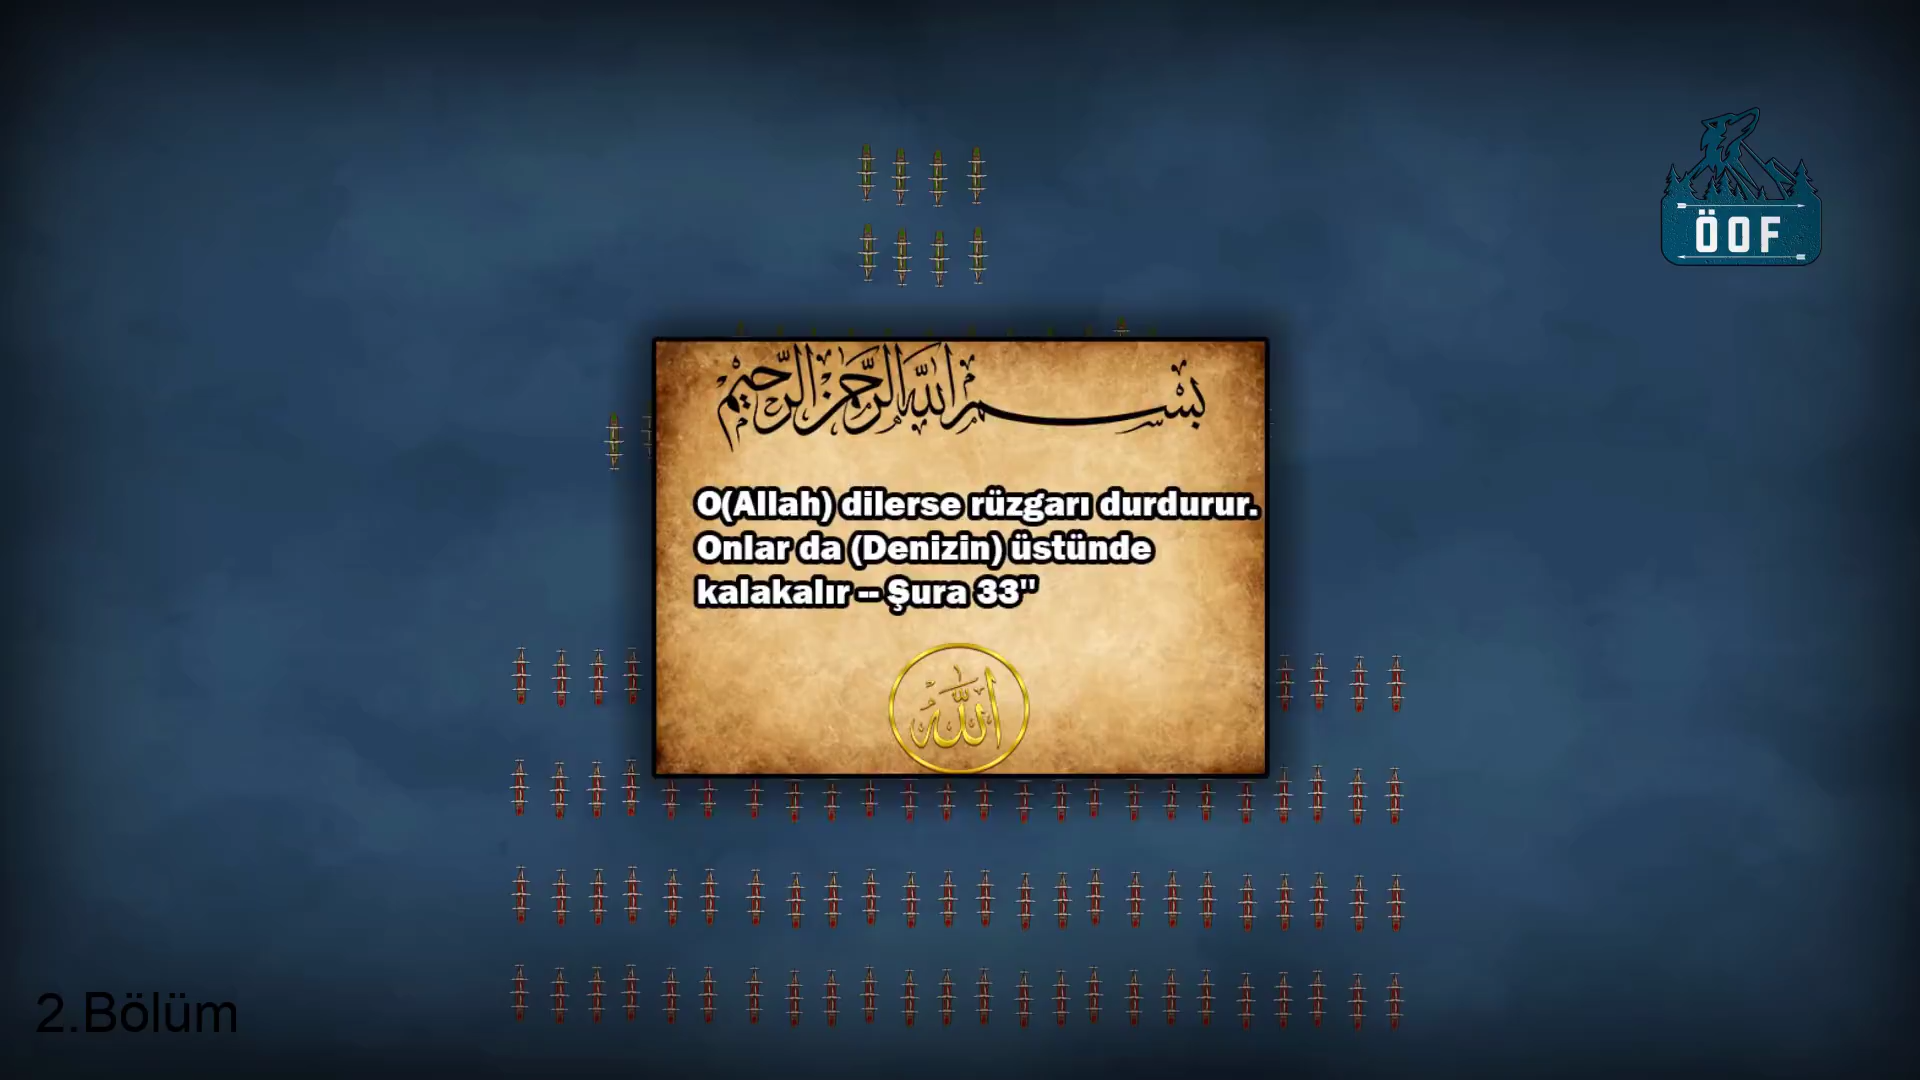 ÖOF
بسم الله الرحمن الرحيم
O(Allah) dilerse rüzgarı durdurur.
Onlar da (Denizin) üstünde
kalakalır -- Şura 33"
الله
2.Bölüm